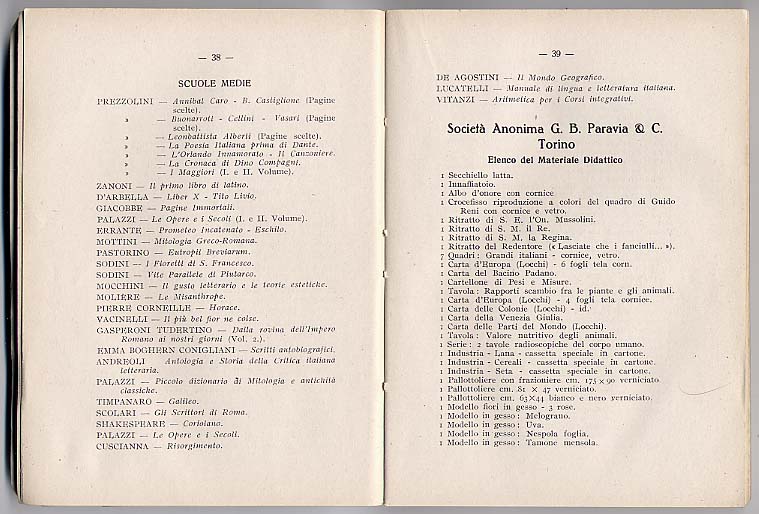 — 38 —
SCUOLE MEDIE
PREZZOLINI — Annibal Caro - B. Castiglione (Pagine
scelte).
» — Buonarroti - Cellini - Vasari (Pagine
scelte).
» — Leonbattista Alberti (Pagine scelte).
» — La Poesia Italiana prima di Dante.
» — L'Orlando Innamorato - Il Canzoniere.
» — La Cronaca di Dino Compagni.
» — I Maggiori (I. e II. Volume).
ZANONI — Il primo libro di latino.
D'ARBELLA — Liber X - Tito Livio.
GIACOBBE — Pagine Immortali.
PALAZZI — Le Opere e i Secoli (I. e II. Volume).
ERRANTE — Prometeo Incatenato - Eschilo.
MOTTINI — Mitologia Greco-Romana.
PASTORINO — Eutropii Breviarum.
SODINI — I Fioretti di S. Francesco.
SODINI — Vite Parallele di Plutarco.
MOCCHINI — Il gusto letterario e le teorie estetiche.
MOLIÈRE — Le Misanthrope.
PIERRE CORNEILLE — Horace.
VACINELLI — Il più bel fior ne colse.
GASPERONI TUDERTINO — Dalla rovina dell'Impero
Romano ai nostri giorni (Vol. 2.).
EMMA BOGHERN CONIGLIANI — Scritti autobiografici.
ANDREOLI — Antologia e Storia della Critica italiana
letteraria.
PALAZZI — Piccolo dizionario di Mitologia e antichità
classiche.
TIMPANARO — Galileo.
SCOLARI — Gli Scrittori di Roma.
SHAKESPEARE — Coriolano.
PALAZZI — Le Opere e i Secoli.
CUSCIANNA — Risorgimento.
— 39 —
DE AGOSTINI — Il Mondo Geografico.
LUCATELLI — Manuale di lingua e letteratura italiana.
VITANZI — Aritmetica per i Corsi integrativi.
Società Anonima G. B. Paravia & C.
Torino
Elenco del Materiale Didattico
1 Secchiello latta.
1 Innaffiatoio.
1 Albo d'onore con cornice
1 Crocefisso riproduzione a colori del quadro di Guido
Reni con cornice e vetro.
1 Ritratto di S. E. l'On. Mussolini.
1 Ritratto di S. M. il Re.
1 Ritratto di S. M. la Regina.
1 Ritratto del Redentore (« Lasciate che i fanciulli... »).
7 Quadri : Grandi italiani - cornice, vetro.
1 Carta d'Europa (Locchi) - 6 fogli tela corn.
1 Carta del Bacino Padano.
1 Cartellone di Pesi e Misure.
1 Tavola : Rapporti scambio fra le piante e gli animali.
1 Carta d'Europa (Locchi) - 4 fogli tela cornice.
1 Carta delle Colonie (Locchi) - id.
1 Carta della Venezia Giulia.
1 Carta delle Parti del Mondo (Locchi).
1 Tavola : Valore nutritivo degli animali.
1 Serie : 2 tavole radioscopiche del corpo umano.
1 Industria - Lana - cassetta speciale in cartone.
1 Industria - Cereali - cassetta speciale in cartone.
1 Industria - Seta - cassetta speciale in cartone.
1 Pallottoliere con frazioniere cm. 175 × 90 verniciato.
1 Pallottoliere cm. 81 × 47 verniciato.
1 Pallottoliere cm. 63×44 bianco e nero verniciato.
1 Modello fiori in gesso - 3 rose.
1 Modello in gesso : Melograno.
1 Modello in gesso : Uva.
1 Modello in gesso : Nespola foglia.
1 Modello in gesso : Tamone mensola.